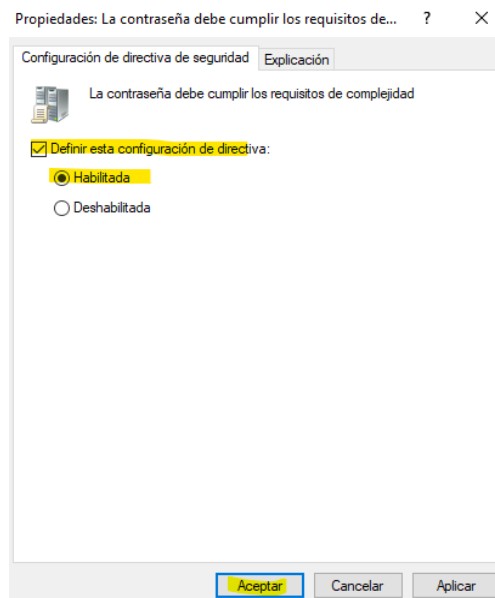 Propiedades: La contraseña debe cumplir los requisitos de... ? ×
Configuración de directiva de seguridad Explicación
La contraseña debe cumplir los requisitos de complejidad
Definir esta configuración de directiva:
Habilitada
Deshabilitada
Aceptar Cancelar Aplicar